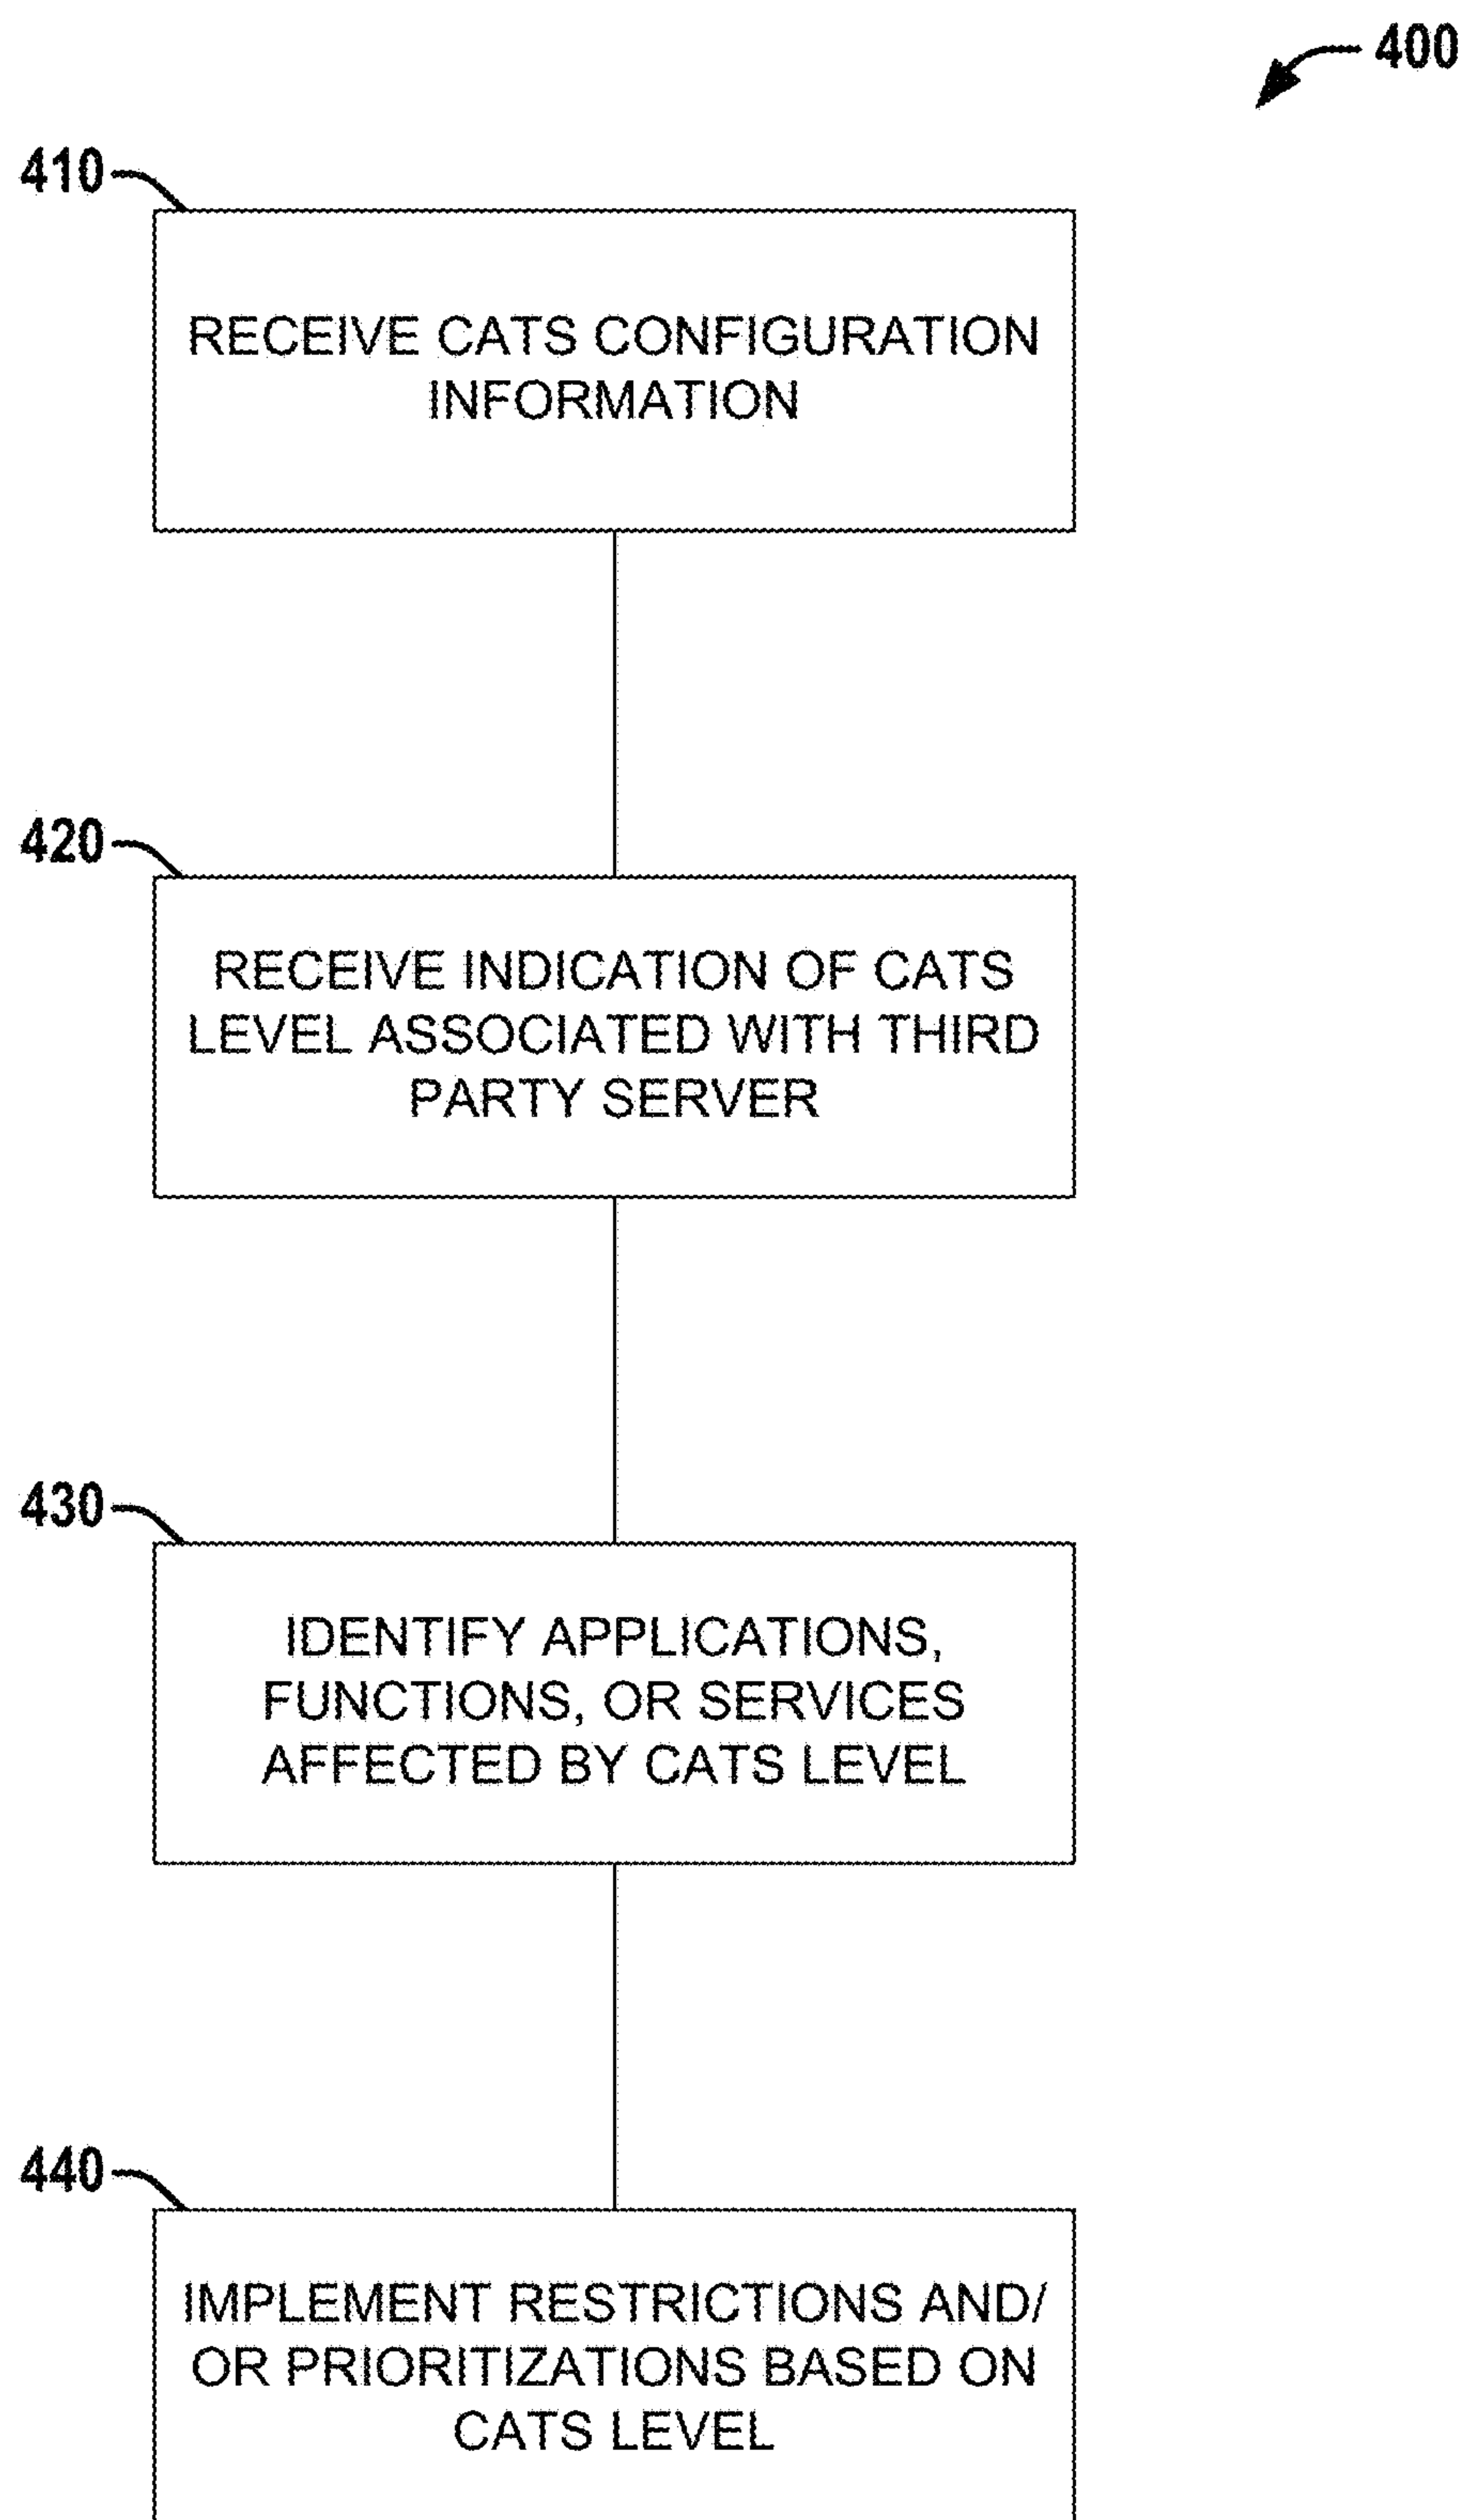 400
410
RECEIVE CATS CONFIGURATION
INFORMATION
420
RECEIVE INDICATION OF CATS
LEVEL ASSOCIATED WITH THIRD
PARTY SERVER
430
IDENTIFY APPLICATIONS,
FUNCTIONS, OR SERVICES
AFFECTED BY CATS LEVEL
440
IMPLEMENT RESTRICTIONS AND/
OR PRIORITIZATIONS BASED ON
CATS LEVEL